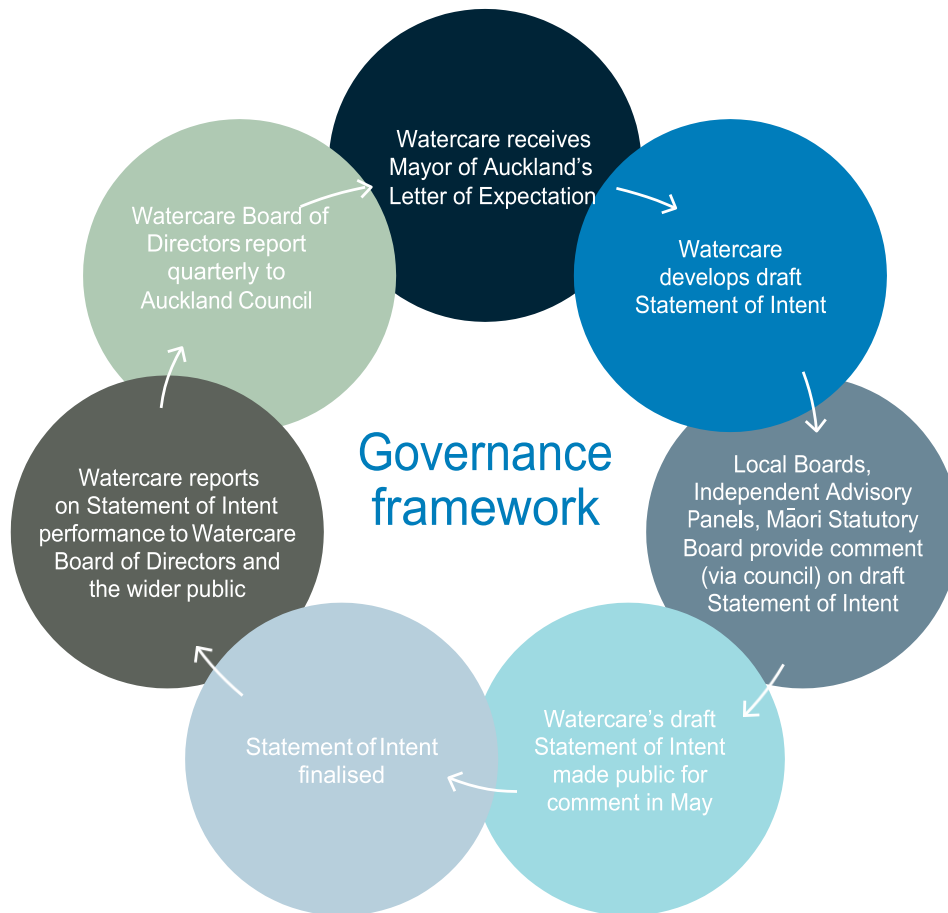 Watercare receives
Mayor of Auckland's
Letter of Expectation
Watercare
develops draft
Statement of Intent
Local Boards,
Independent Advisory
Panels, Māori Statutory
Board provide comment
(via council) on draft
Statement of Intent
Watercare's draft
Statement of Intent
made public for
comment in May
Statement of Intent
finalised
Watercare reports
on Statement of Intent
performance to Watercare
Board of Directors and
the wider public
Watercare Board of
Directors report
quarterly to
Auckland Council
Governance
framework